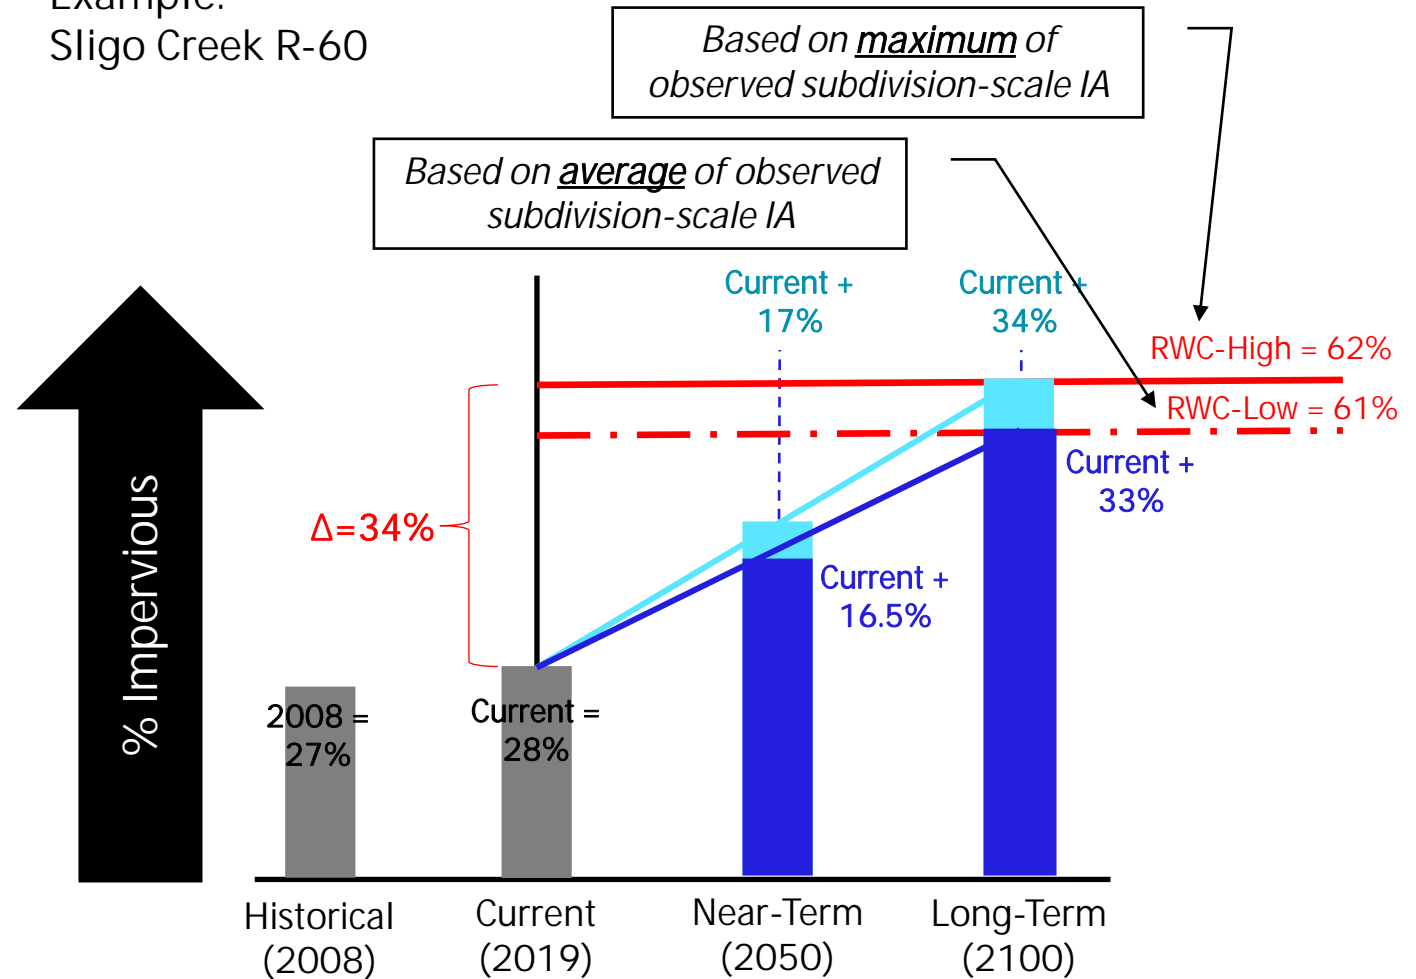 Example:
Sligo Creek R-60
Based on maximum of
observed subdivision-scale IA
Based on average of observed
subdivision-scale IA
Current +
17%
Current +
34%
RWC-High = 62%
RWC-Low = 61%
Current +
33%
Δ=34%
Current +
16.5%
% Impervious
2008 =
27%
Current =
28%
Historical
(2008)
Current
(2019)
Near-Term
(2050)
Long-Term
(2100)